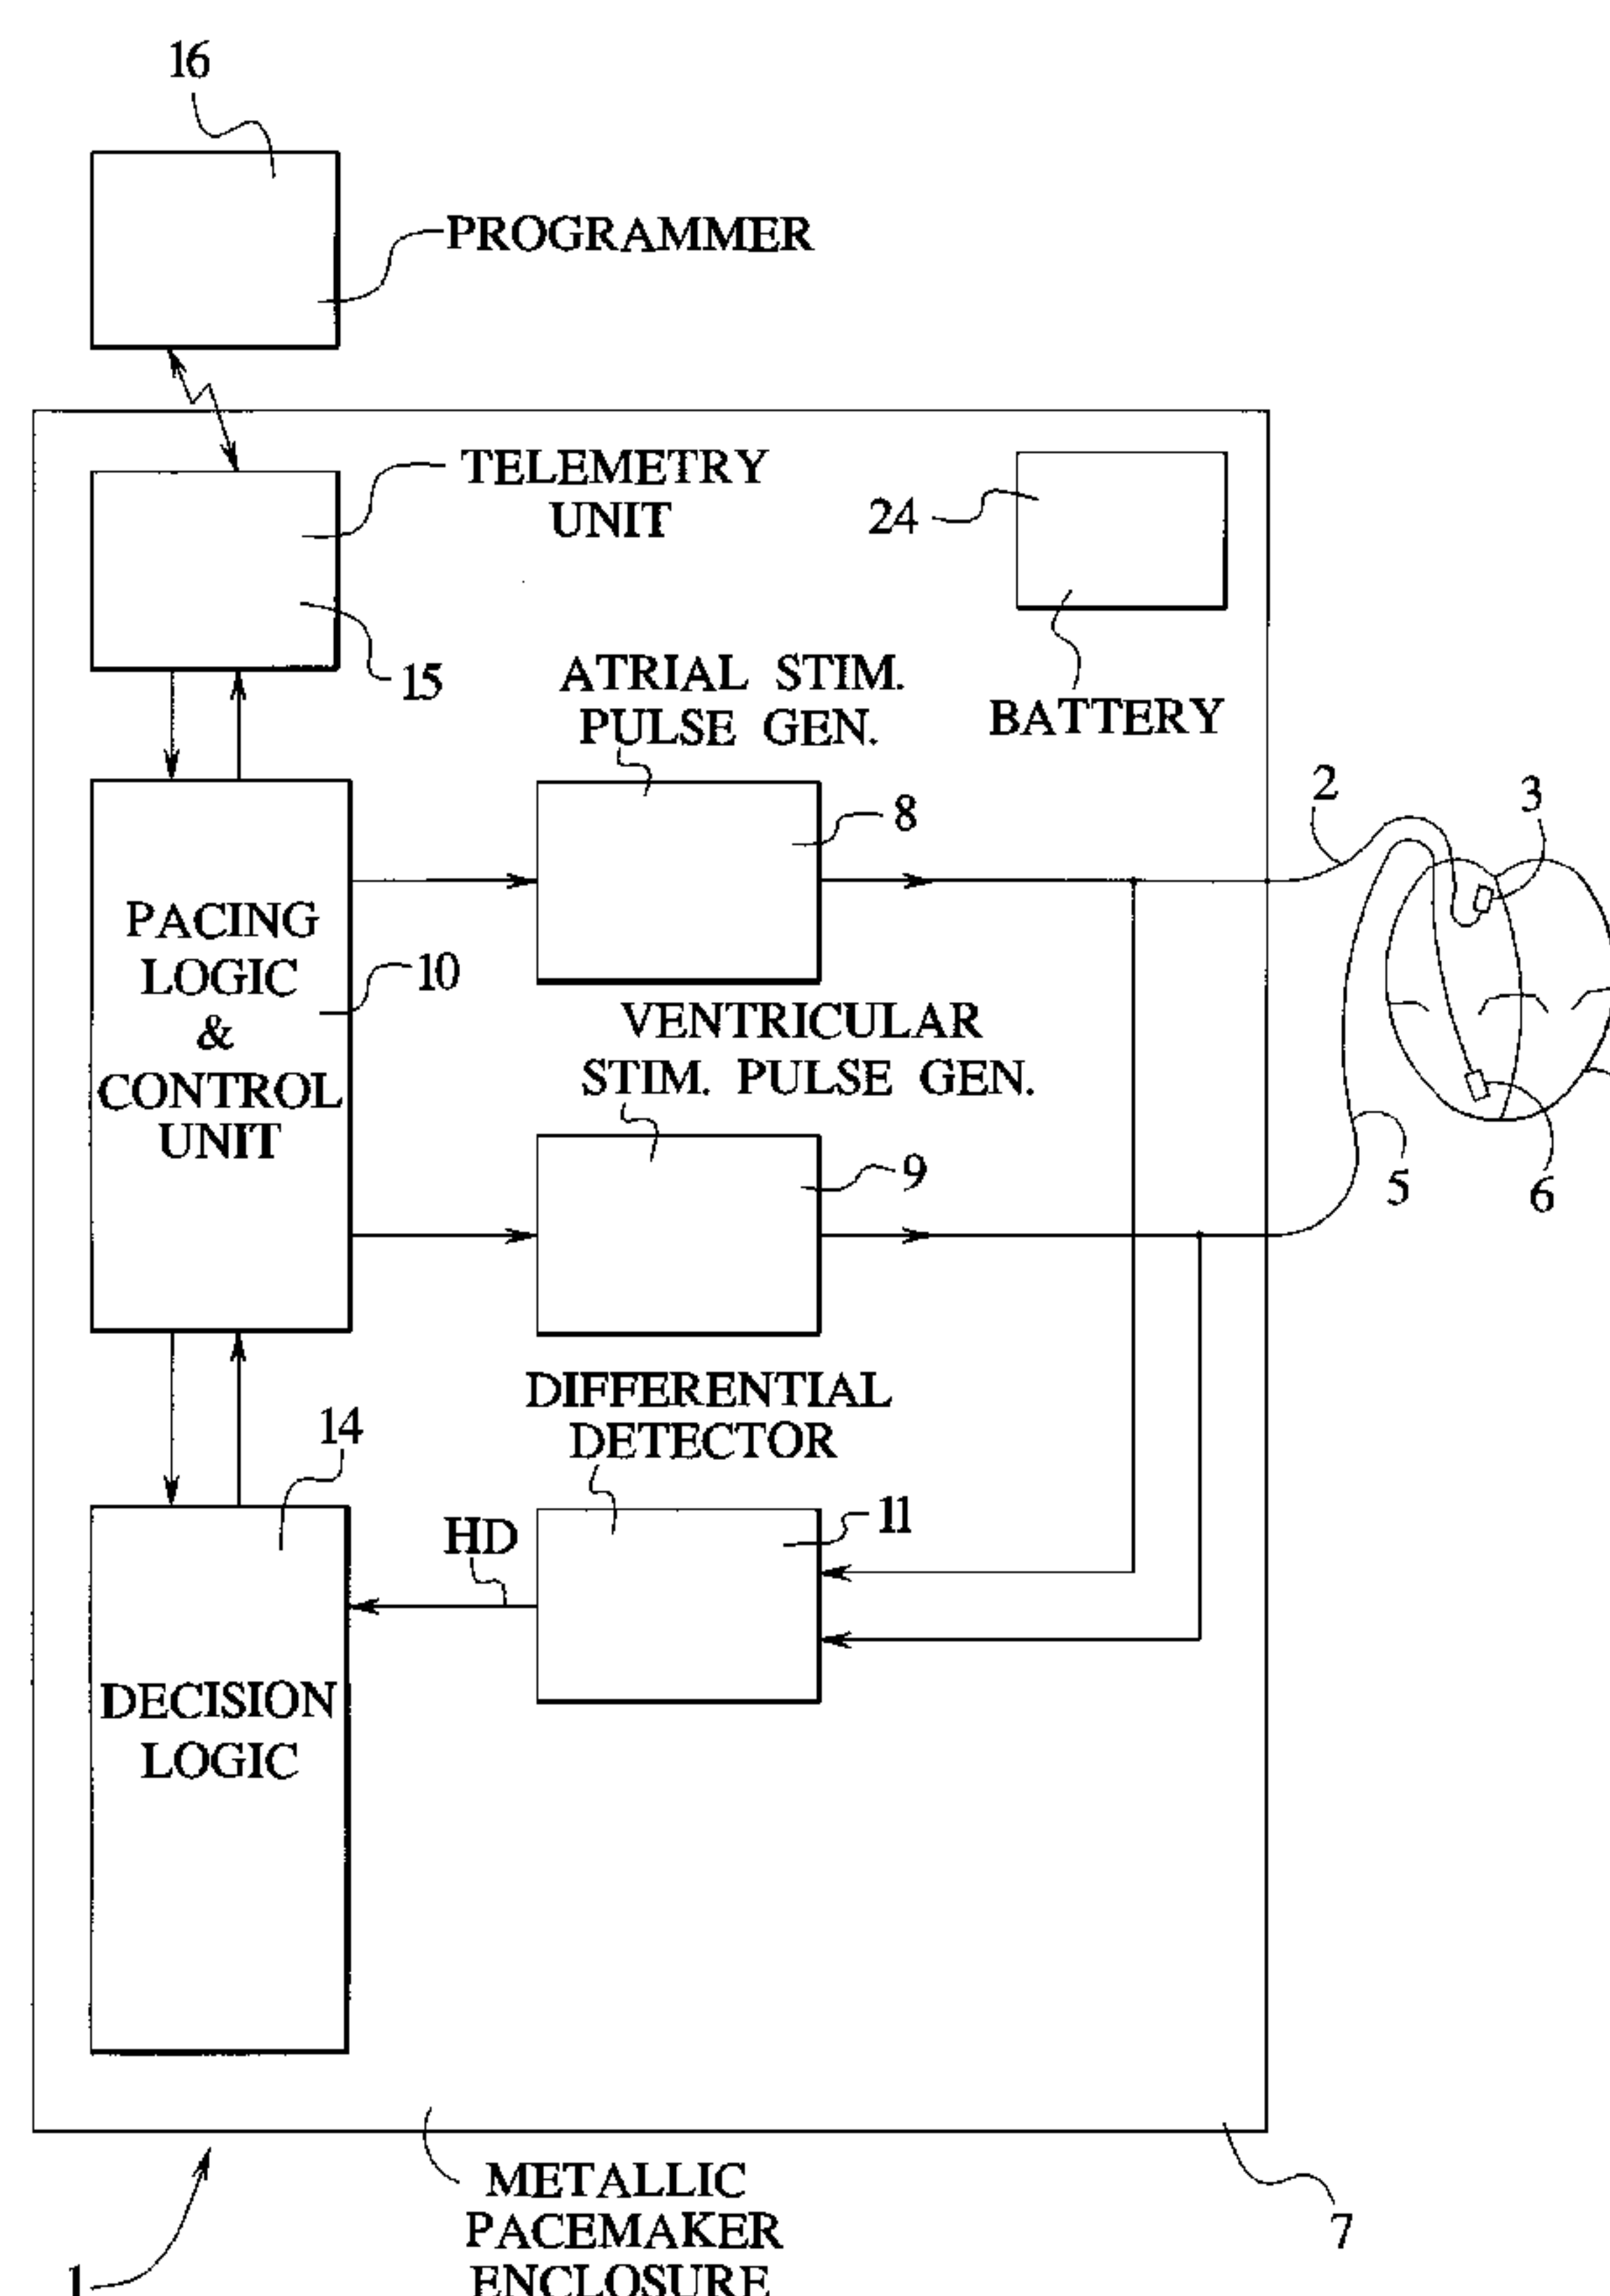 16
PROGRAMMER
TELEMETRY
UNIT
24
15
ATRIAL STIM.
PULSE GEN.
BATTERY
8
2
3
PACING
LOGIC
&
CONTROL
UNIT
10
VENTRICULAR
STIM. PULSE GEN.
9
5
6
DIFFERENTIAL
DETECTOR
14
HD
11
DECISION
LOGIC
METALLIC
PACEMAKER
ENCLOSURE
7
1